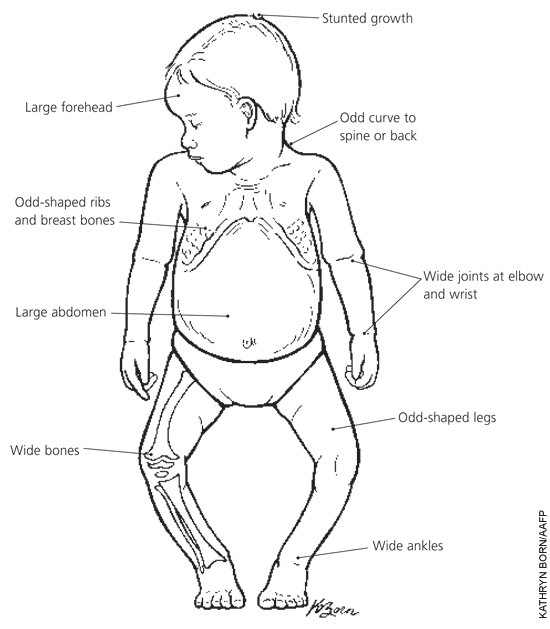 Stunted growth
Large forehead
Odd curve to
spine or back
Odd-shaped ribs
and breast bones
Wide joints at elbow
and wrist
Large abdomen
Odd-shaped legs
Wide bones
Wide ankles
KBorn
KATHRYN BORN/AAFP